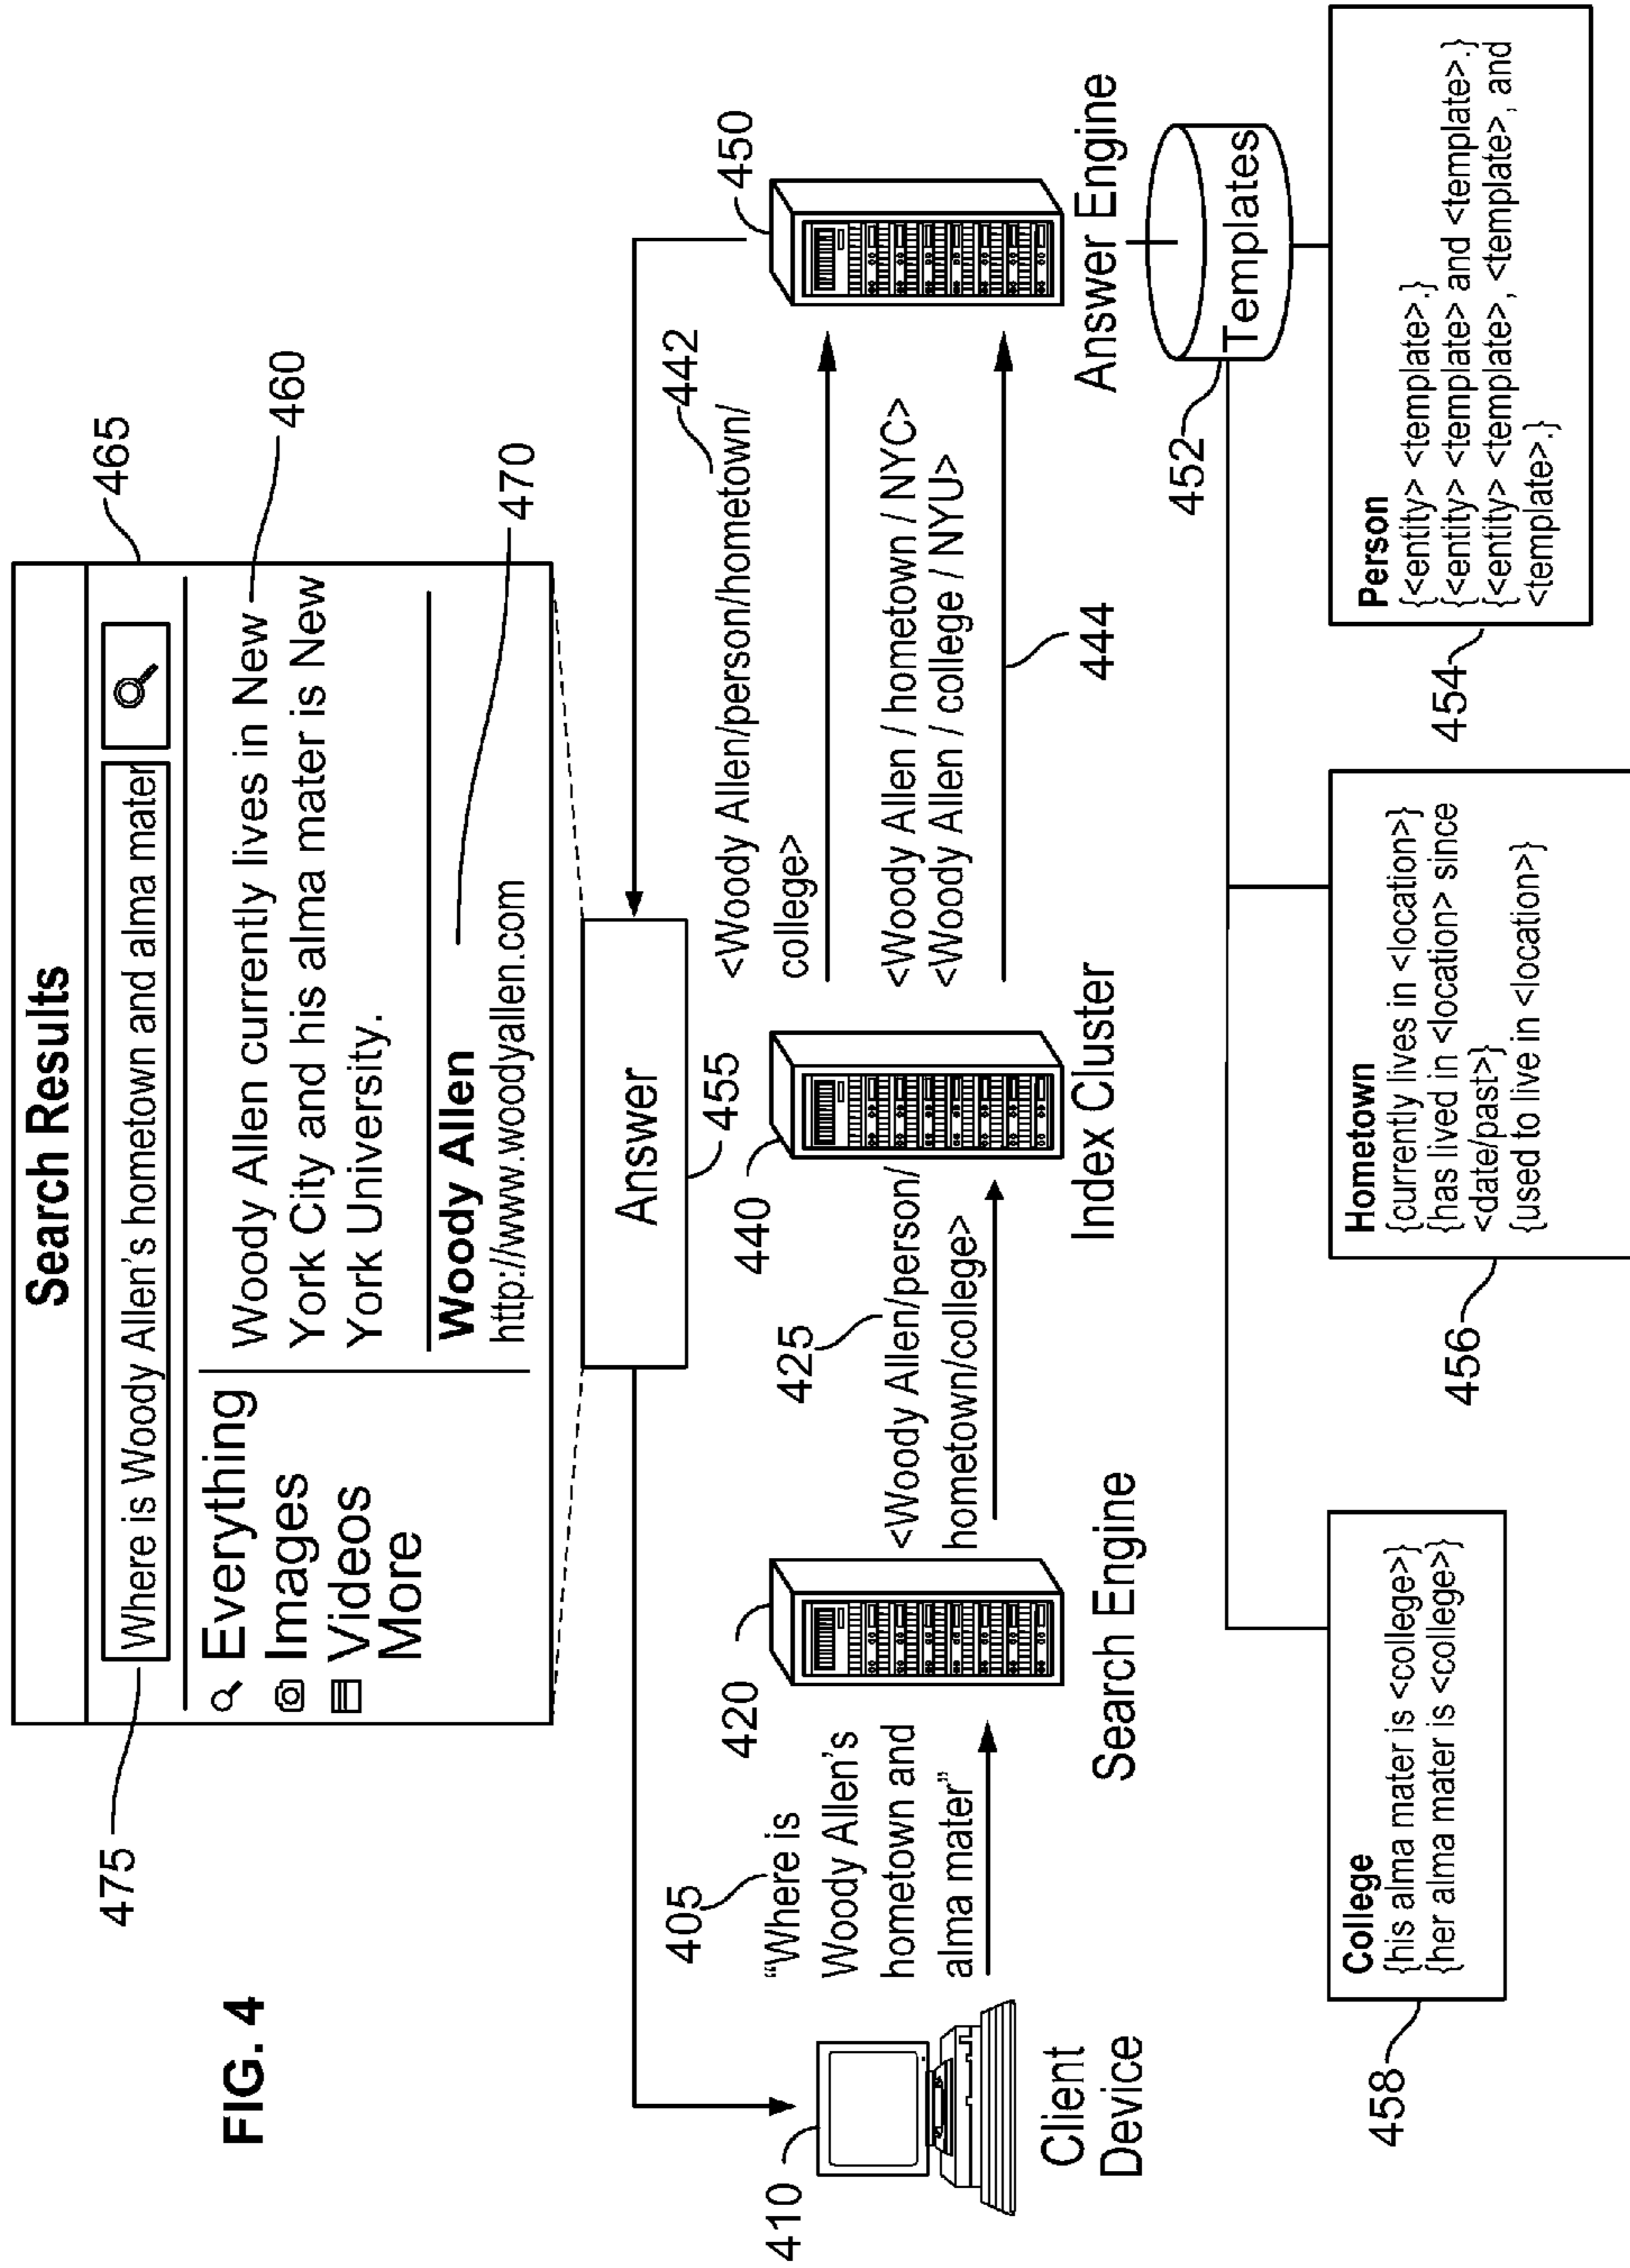 FIG. 4
Search Results
475
Where is Woody Allen's hometown and alma mater
465
Everything
Images
Videos
More
Woody Allen currently lives in New
York City and his alma mater is New
York University.
460
Woody Allen
http://www.woodyallen.com
470
Answer
455
410
Client
Device
405
"Where is
Woody Allen's
hometown and
alma mater"
420
Search Engine
425
<Woody Allen/person/
hometown/college>
440
Index Cluster
442
<Woody Allen/person/hometown/
college>
<Woody Allen / hometown / NYC>
<Woody Allen / college / NYU>
444
450
Answer Engine
452
Templates
458
College
{his alma mater is <college>}
{her alma mater is <college>}
456
Hometown
{currently lives in <location>}
{has lived in <location> since
<date/past>}
{used to live in <location>}
454
Person
{<entity> <template>.}
{<entity> <template> and <template>.}
{<entity> <template>, <template>, and
<template>.}